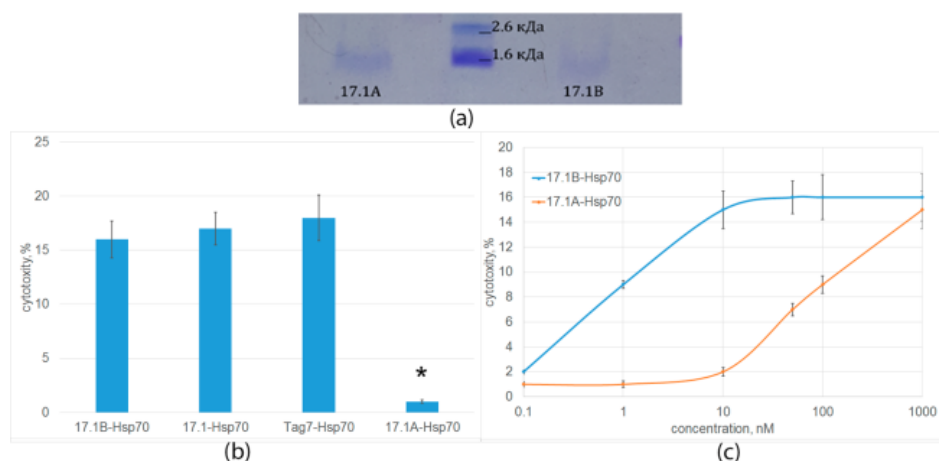 2.6 кДа
1.6 кДа
17.1A 17.1B
(a)
25
20
15
10
5
0
cytotoxity, %
*
17.1B-Hsp70 17.1-Hsp70 Tag7-Hsp70 17.1A-Hsp70
(b)
20
18
16
14
12
10
8
6
4
2
0
cytotoxity, %
17.1B-Hsp70
17.1A-Hsp70
0.1 1 10 100 1000
concentration, nM
(c)